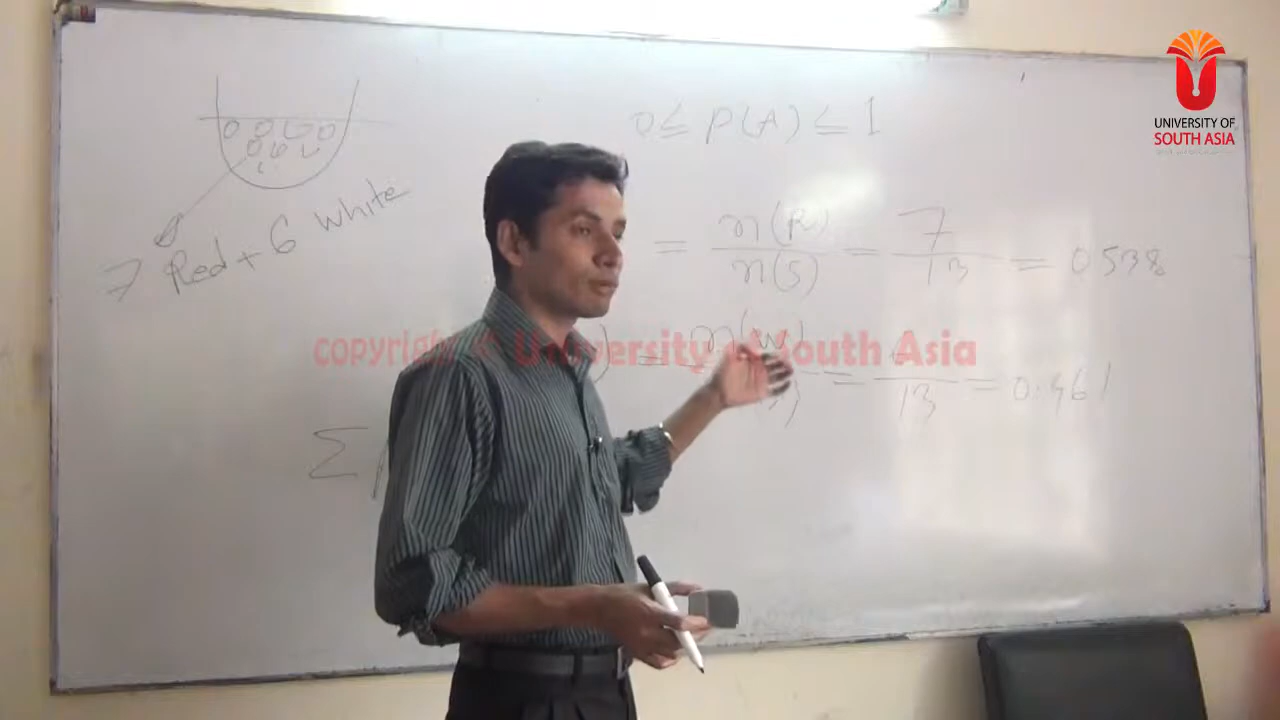 0 ≤ P(A) ≤ 1
7 Red + 6 White
= n(R) / n(S) = 7 / 13 = 0.538
) = n(W) / S) = / 13 = 0.461
Σ P
UNIVERSITY OF
SOUTH ASIA
copyright © University of South Asia